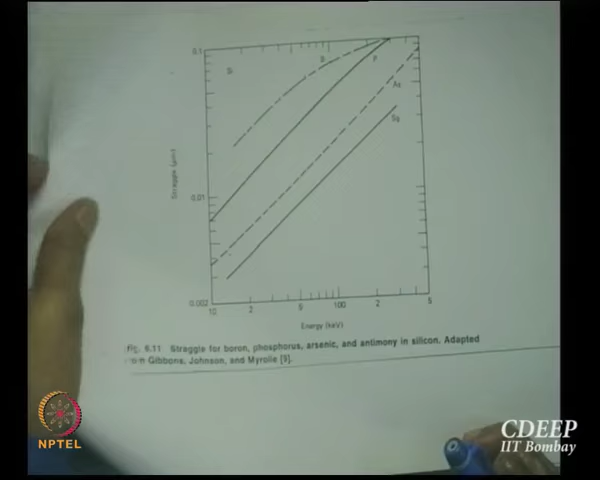 0.1
Si
B
P
As
Sb
Straggle (μm)
0.01
0.002
10
2
5
100
2
5
Energy (keV)
Fig. 6.11 Straggle for boron, phosphorus, arsenic, and antimony in silicon. Adapted
from Gibbons, Johnson, and Mylroie [9].
NPTEL
CDEEP
IIT Bombay